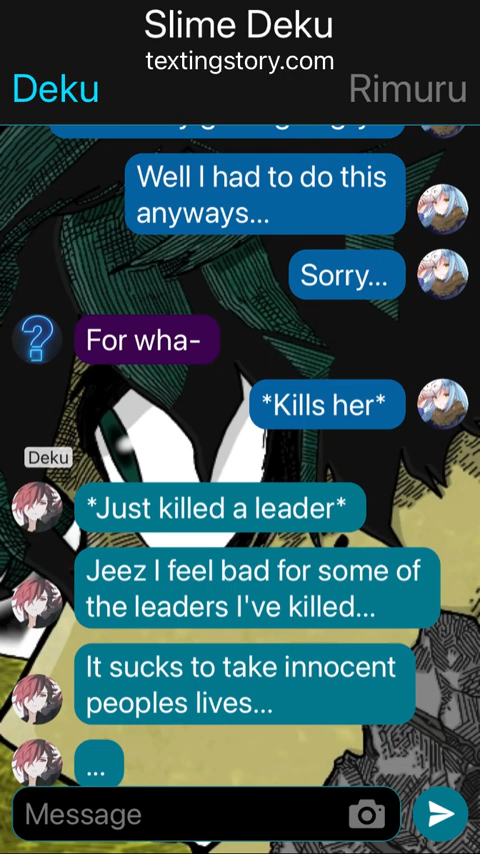 Slime Deku
textingstory.com
Deku
Rimuru
Well I had to do this
anyways...
Sorry...
?
For wha-
*Kills her*
Deku
*Just killed a leader*
Jeez I feel bad for some of
the leaders I've killed...
It sucks to take innocent
peoples lives...
...
Message